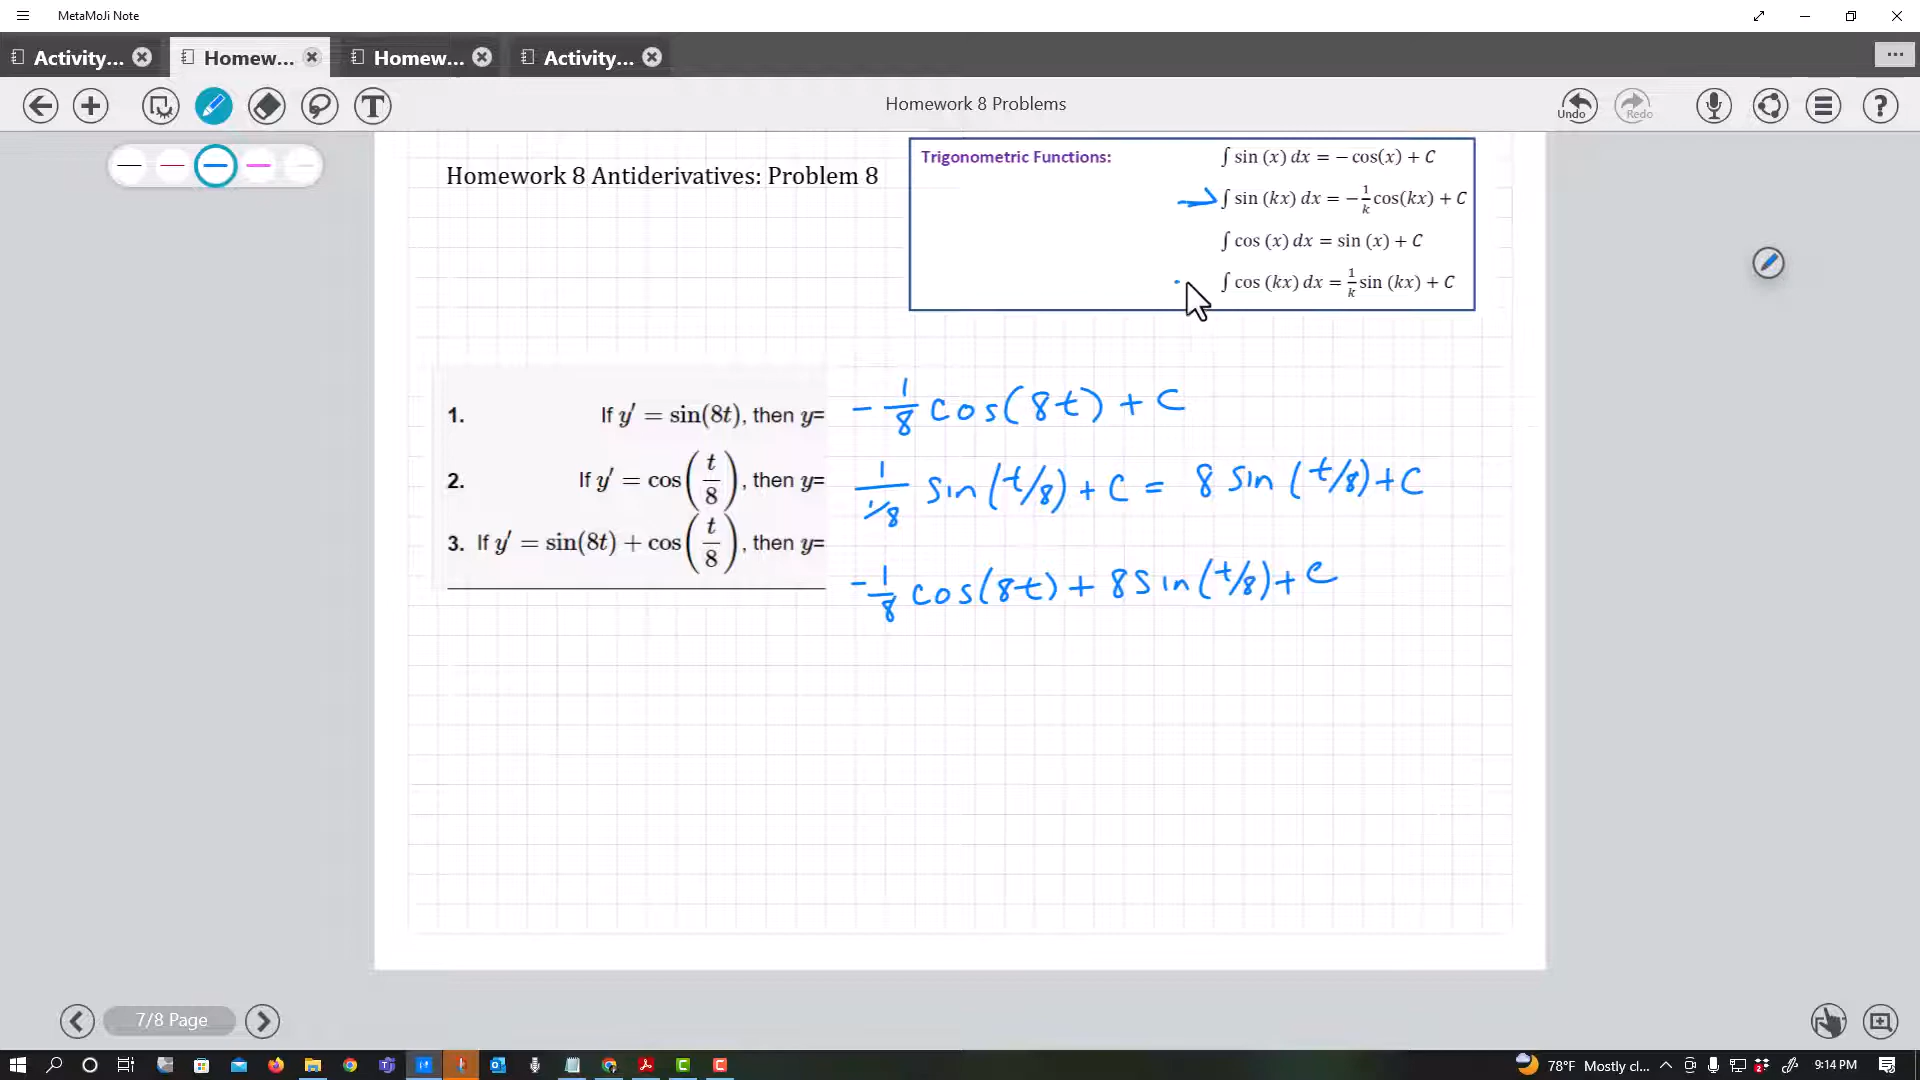 MetaMoJi Note
Activity...
Homew...
Homew...
Activity...
T
Homework 8 Problems
Undo
Redo
?
Homework 8 Antiderivatives: Problem 8
Trigonometric Functions:
∫ sin (x) dx = − cos(x) + C
∫ sin (kx) dx = −1/k cos(kx) + C
∫ cos (x) dx = sin (x) + C
∫ cos (kx) dx = 1/k sin (kx) + C
1. If y′ = sin(8t), then y=
-1/8 cos(8t) + C
2. If y′ = cos(t/8), then y=
1/(1/8) sin(t/8) + C = 8 sin(t/8) + C
3. If y′ = sin(8t) + cos(t/8), then y=
-1/8 cos(8t) + 8 sin(t/8) + C
7/8 Page
78°F Mostly cl...
9:14 PM